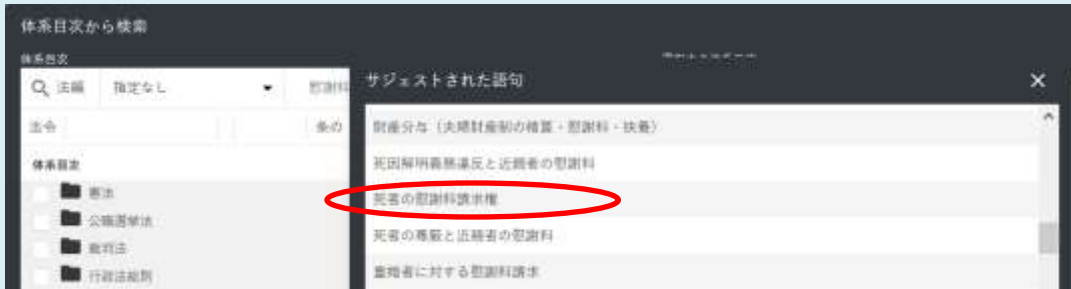 体系目次から検索
体系目次
法編 指定なし 慰謝料
サジェストされた語句
法令 条の
財産分与（夫婦財産制の精算・慰謝料・扶養）
体系目次
死因解明義務違反と近親者の慰謝料
憲法
死者の慰謝料請求権
公職選挙法
死者の尊厳と近親者の慰謝料
裁判法
行政法総則
重婚者に対する慰謝料請求